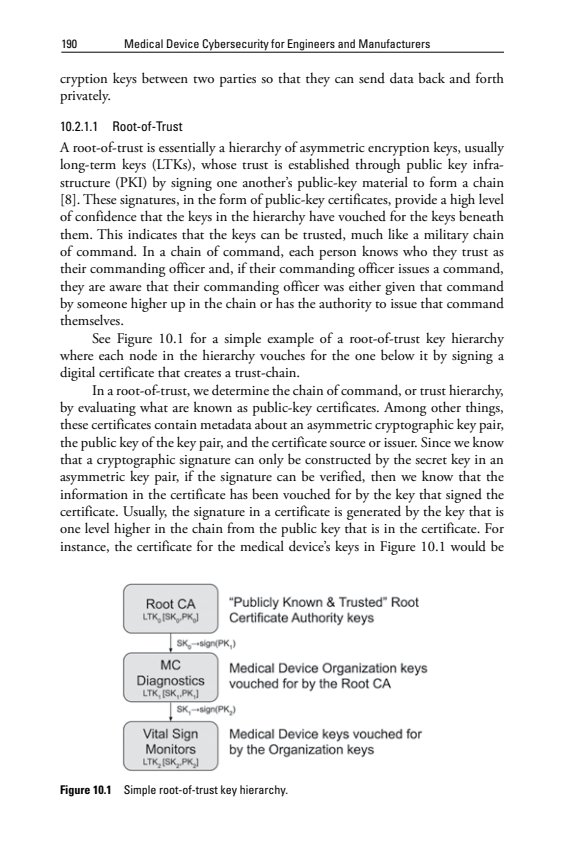 190 Medical Device Cybersecurity for Engineers and Manufacturers
cryption keys between two parties so that they can send data back and forth
privately.
10.2.1.1 Root-of-Trust
A root-of-trust is essentially a hierarchy of asymmetric encryption keys, usually
long-term keys (LTKs), whose trust is established through public key infra-
structure (PKI) by signing one another's public-key material to form a chain
[8]. These signatures, in the form of public-key certificates, provide a high level
of confidence that the keys in the hierarchy have vouched for the keys beneath
them. This indicates that the keys can be trusted, much like a military chain
of command. In a chain of command, each person knows who they trust as
their commanding officer and, if their commanding officer issues a command,
they are aware that their commanding officer was either given that command
by someone higher up in the chain or has the authority to issue that command
themselves.
See Figure 10.1 for a simple example of a root-of-trust key hierarchy
where each node in the hierarchy vouches for the one below it by signing a
digital certificate that creates a trust-chain.
In a root-of-trust, we determine the chain of command, or trust hierarchy,
by evaluating what are known as public-key certificates. Among other things,
these certificates contain metadata about an asymmetric cryptographic key pair,
the public key of the key pair, and the certificate source or issuer. Since we know
that a cryptographic signature can only be constructed by the secret key in an
asymmetric key pair, if the signature can be verified, then we know that the
information in the certificate has been vouched for by the key that signed the
certificate. Usually, the signature in a certificate is generated by the key that is
one level higher in the chain from the public key that is in the certificate. For
instance, the certificate for the medical device's keys in Figure 10.1 would be
Root CA
LTK₀[SK₀,PK₀]
"Publicly Known & Trusted" Root
Certificate Authority keys
SK₀→sign(PK₁)
MC
Diagnostics
LTK₁[SK₁,PK₁]
Medical Device Organization keys
vouched for by the Root CA
SK₁→sign(PK₂)
Vital Sign
Monitors
LTK₂[SK₂,PK₂]
Medical Device keys vouched for
by the Organization keys
Figure 10.1 Simple root-of-trust key hierarchy.